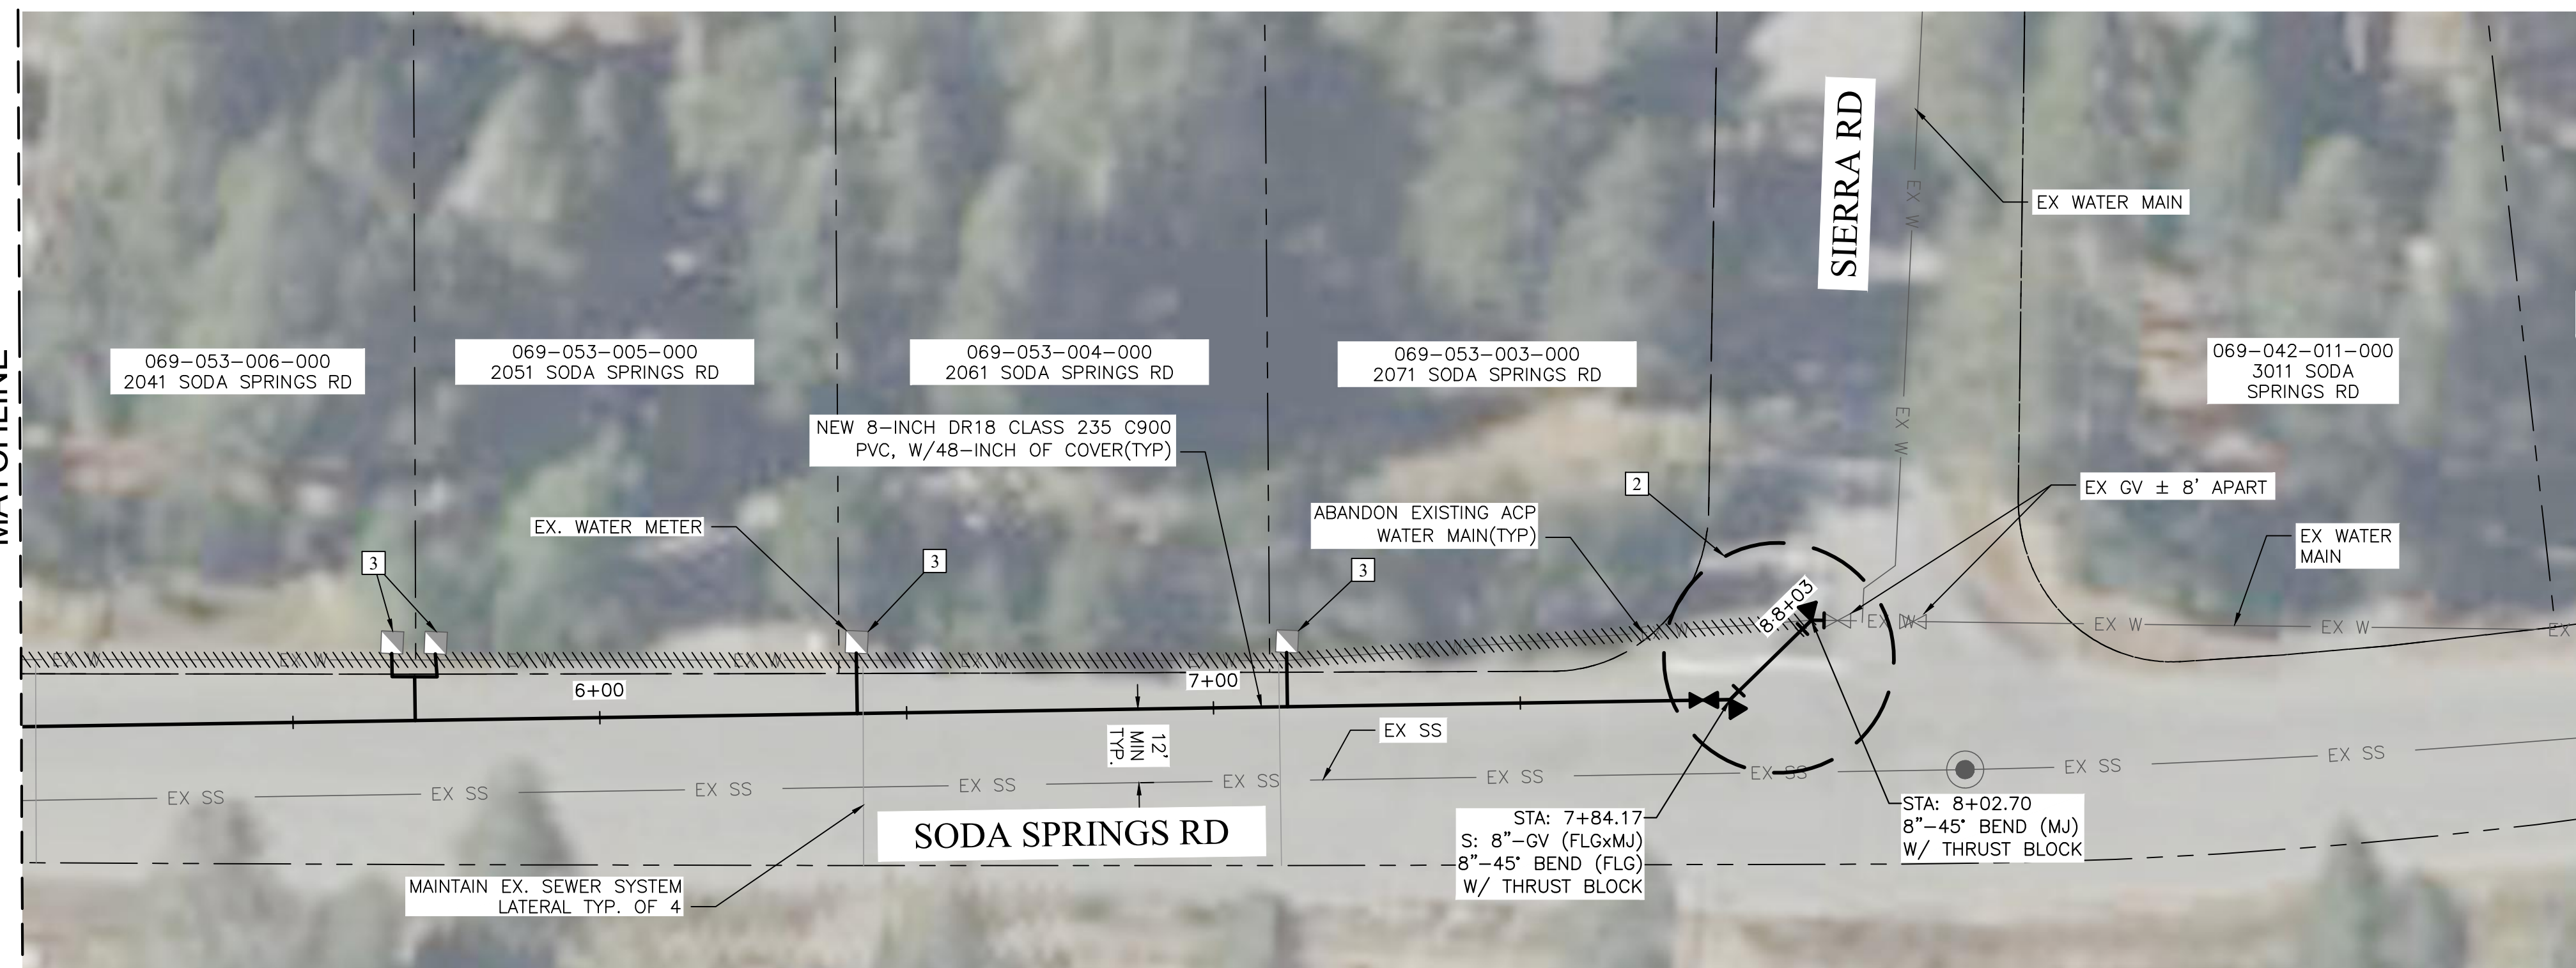 MATCHLINE
SIERRA RD
EX W
EX WATER MAIN
069-053-006-000
2041 SODA SPRINGS RD
069-053-005-000
2051 SODA SPRINGS RD
069-053-004-000
2061 SODA SPRINGS RD
069-053-003-000
2071 SODA SPRINGS RD
069-042-011-000
3011 SODA
SPRINGS RD
NEW 8-INCH DR18 CLASS 235 C900
PVC, W/48-INCH OF COVER(TYP)
EX W
2
EX GV ± 8' APART
EX. WATER METER
ABANDON EXISTING ACP
WATER MAIN(TYP)
EX WATER
MAIN
3
3
3
8+03
EX W
EX W
EX W
EX
EX W
EX W
EX W
EX W
EX W
6+00
7+00
12'
MIN
TYP.
EX SS
EX SS
EX SS
EX SS
EX SS
EX SS
EX SS
EX SS
EX SS
EX SS
SODA SPRINGS RD
STA: 7+84.17
S: 8"-GV (FLGxMJ)
8"-45° BEND (FLG)
W/ THRUST BLOCK
STA: 8+02.70
8"-45° BEND (MJ)
W/ THRUST BLOCK
MAINTAIN EX. SEWER SYSTEM
LATERAL TYP. OF 4